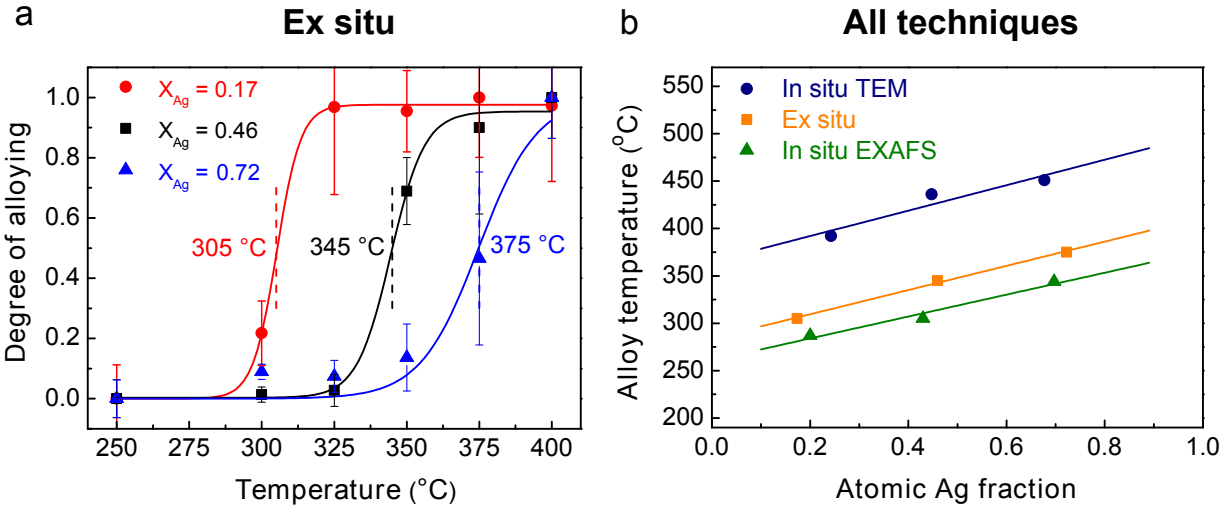 a
Ex situ
X_Ag = 0.17
X_Ag = 0.46
X_Ag = 0.72
305 °C
345 °C
375 °C
Degree of alloying
1.0
0.8
0.6
0.4
0.2
0.0
250
275
300
325
350
375
400
Temperature (°C)
b
All techniques
In situ TEM
Ex situ
In situ EXAFS
Alloy temperature (°C)
550
500
450
400
350
300
250
200
0.0
0.2
0.4
0.6
0.8
1.0
Atomic Ag fraction